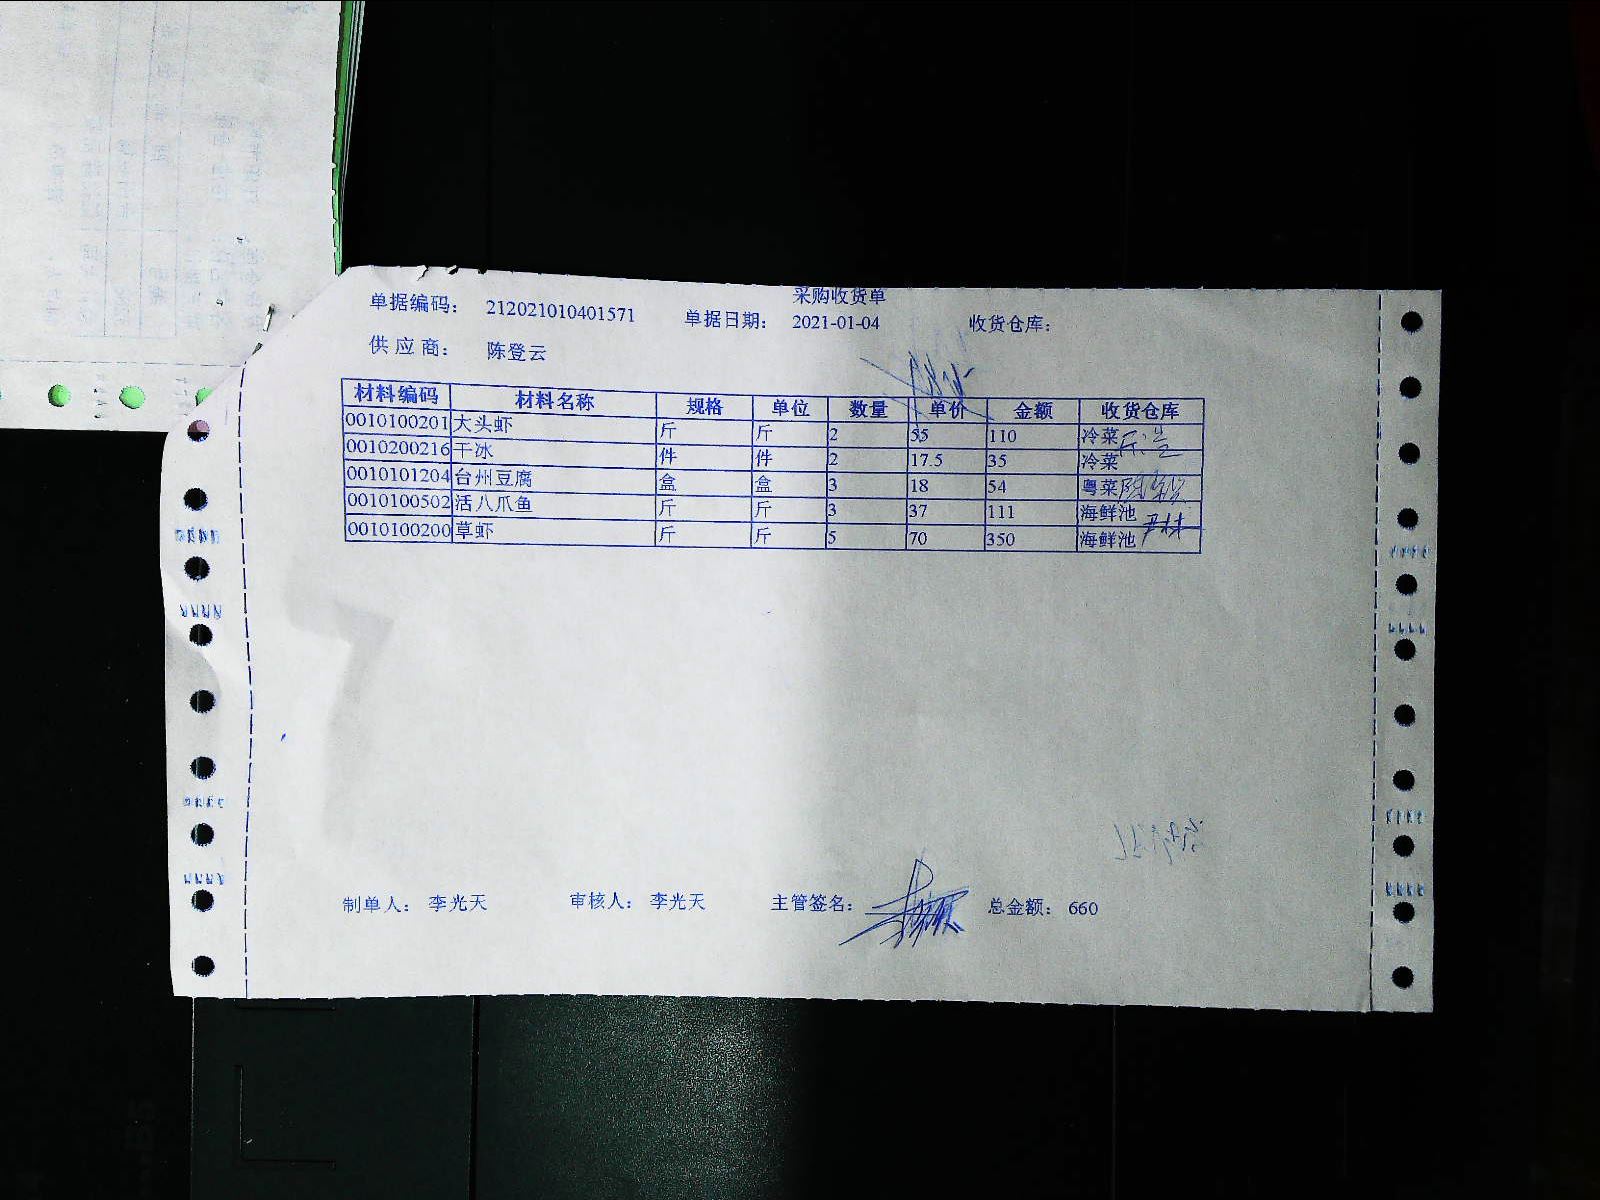 采购收货单
单据编码： 212021010401571 单据日期： 2021-01-04 收货仓库：
供应商： 陈登云
材料编码 材料名称 规格 单位 数量 单价 金额 收货仓库
0010100201 大头虾 斤 斤 2 55 110 冷菜
0010200216 干冰 件 件 2 17.5 35 冷菜
0010101204 台州豆腐 盒 盒 3 18 54 粤菜
0010100502 活八爪鱼 斤 斤 3 37 111 海鲜池
0010100200 草虾 斤 斤 5 70 350 海鲜池
制单人： 李光天 审核人： 李光天 主管签名： 总金额： 660